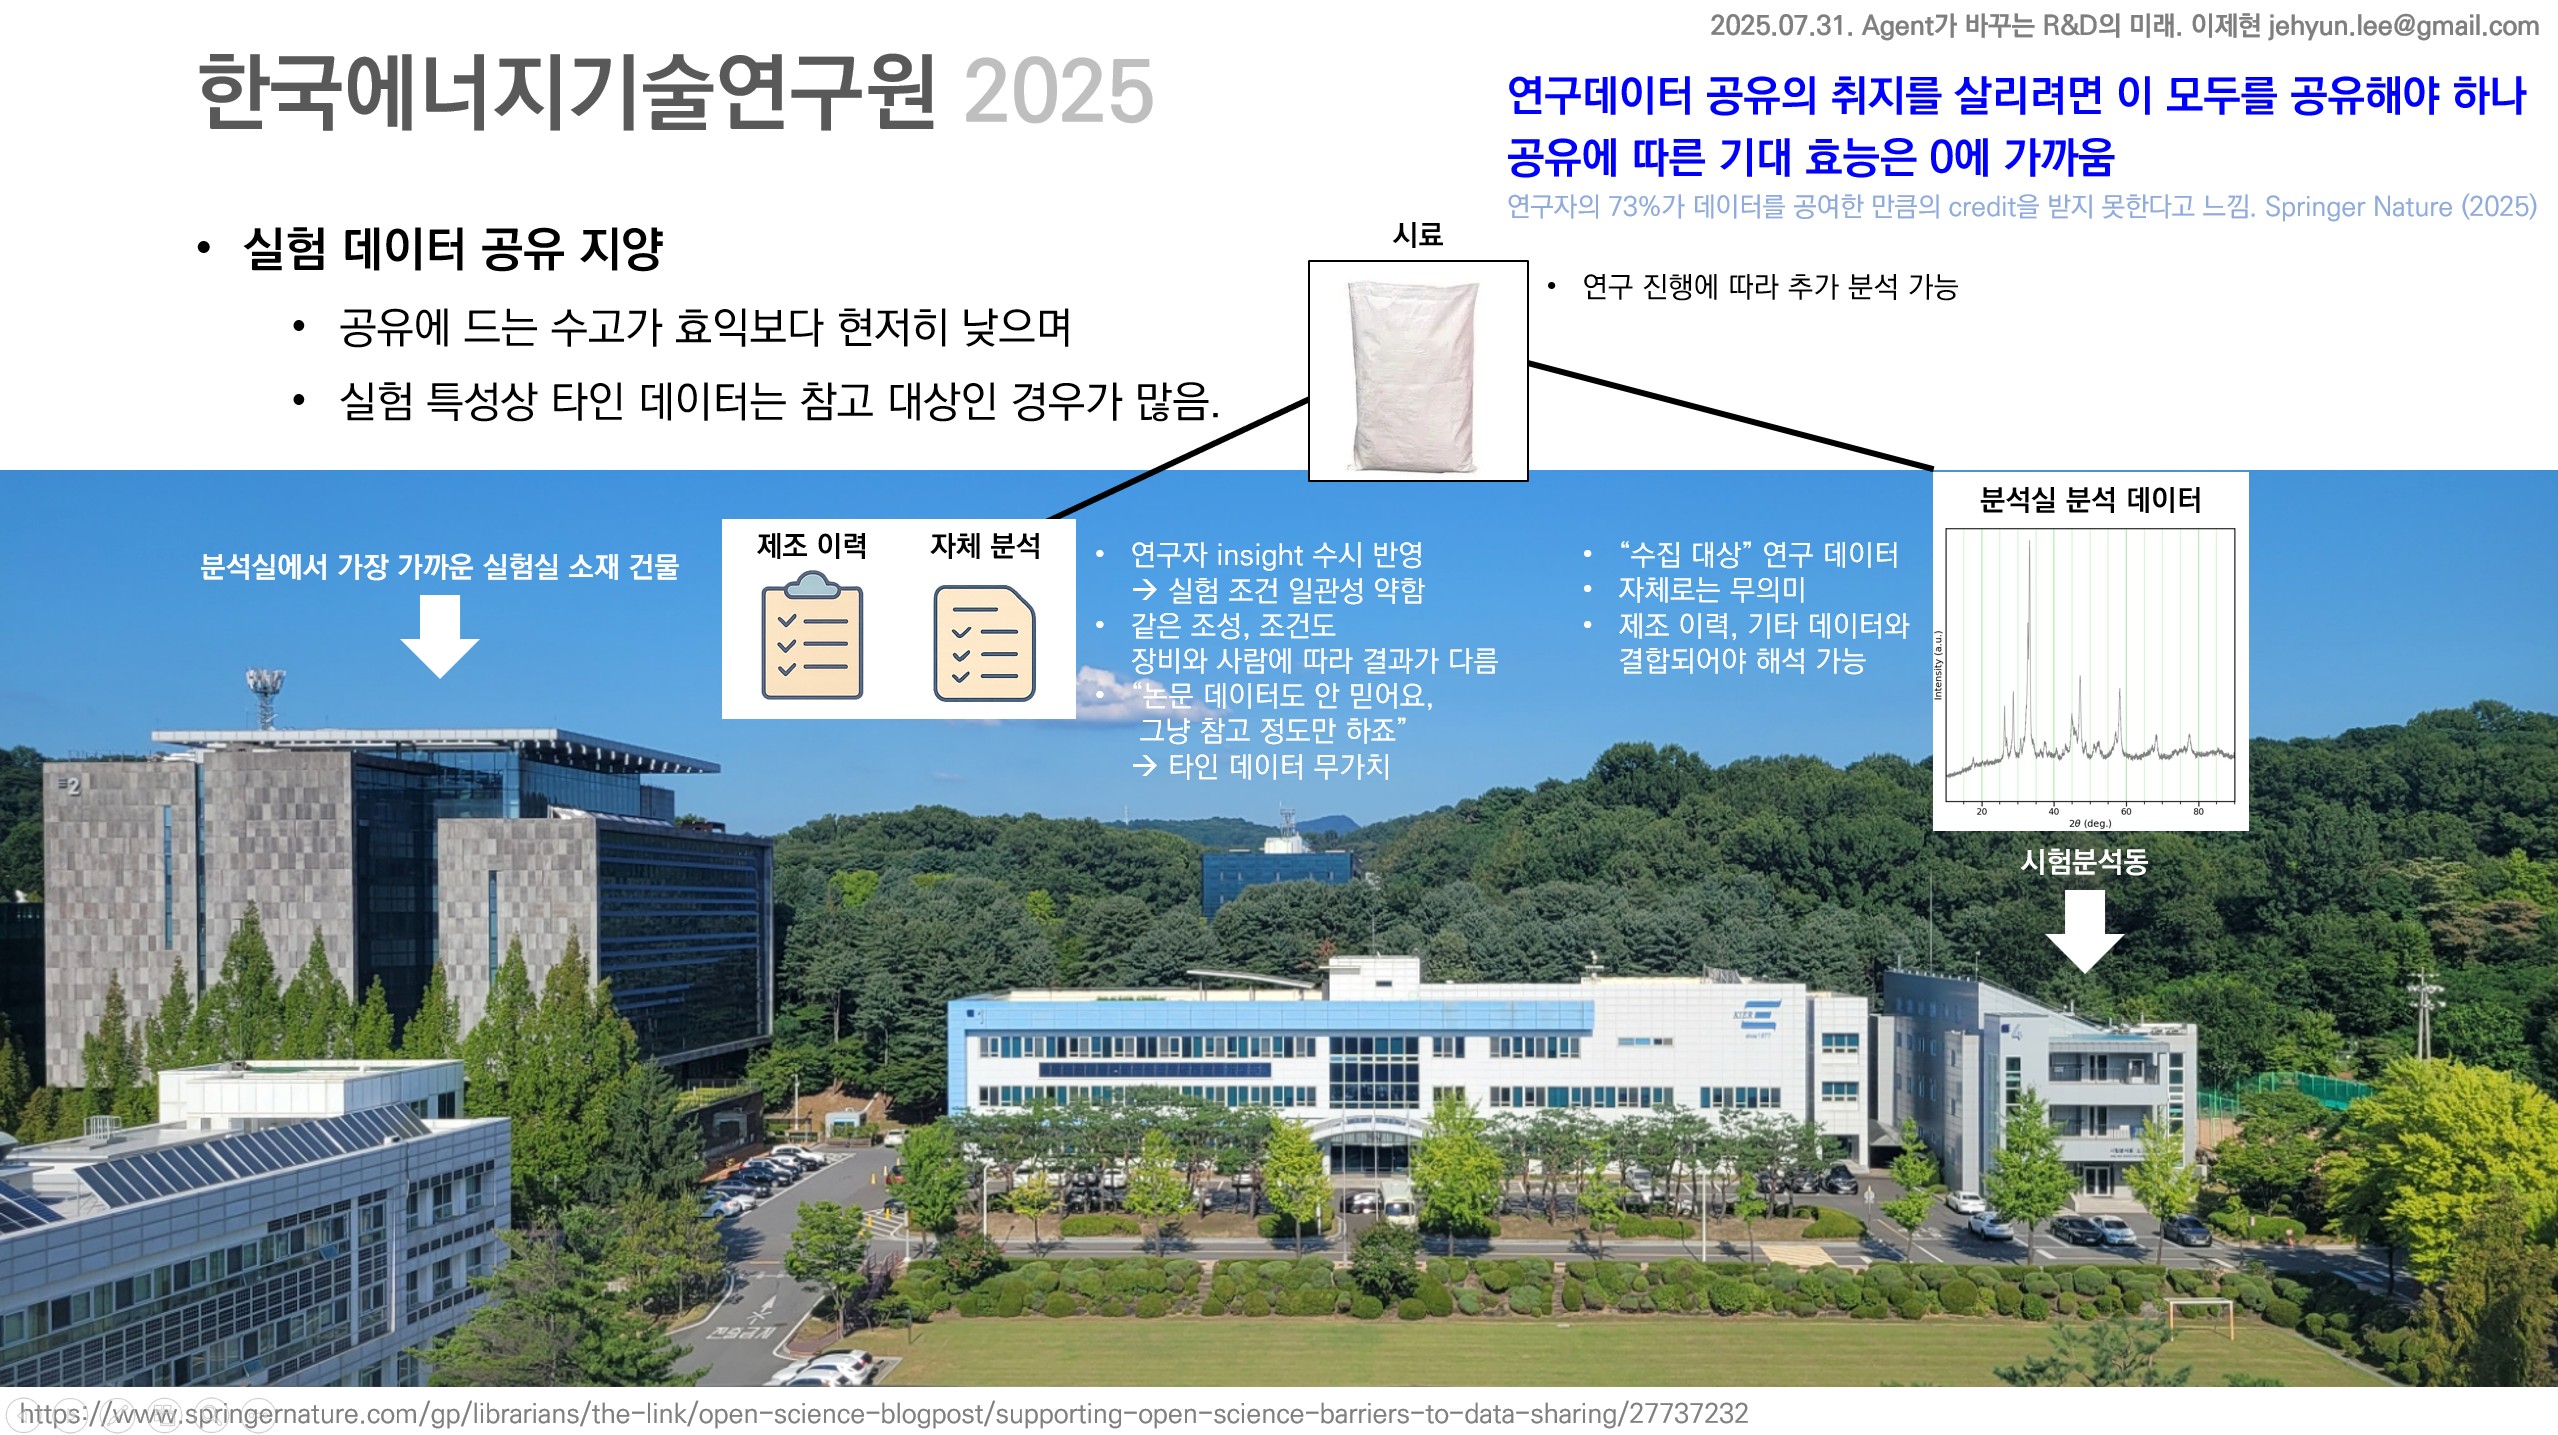 2025.07.31. Agent가 바꾸는 R&D의 미래. 이제현 jehyun.lee@gmail.com
한국에너지기술연구원 2025
연구데이터 공유의 취지를 살리려면 이 모두를 공유해야 하나
공유에 따른 기대 효능은 0에 가까움
연구자의 73%가 데이터를 공여한 만큼의 credit을 받지 못한다고 느낌. Springer Nature (2025)
• 실험 데이터 공유 지양
• 공유에 드는 수고가 효익보다 현저히 낮으며
• 실험 특성상 타인 데이터는 참고 대상인 경우가 많음.
시료
• 연구 진행에 따라 추가 분석 가능
분석실에서 가장 가까운 실험실 소재 건물
제조 이력
자체 분석
• 연구자 insight 수시 반영
→ 실험 조건 일관성 약함
• 같은 조성, 조건도
장비와 사람에 따라 결과가 다름
• “논문 데이터도 안 믿어요,
그냥 참고 정도만 하죠”
→ 타인 데이터 무가치
• “수집 대상” 연구 데이터
• 자체로는 무의미
• 제조 이력, 기타 데이터와
결합되어야 해석 가능
분석실 분석 데이터
Intensity (a.u.)
20 40 60 80
2θ (deg.)
시험분석동
2
1
KIER
since 1977
4
진출금지
https://www.springernature.com/gp/librarians/the-link/open-science-blogpost/supporting-open-science-barriers-to-data-sharing/27737232